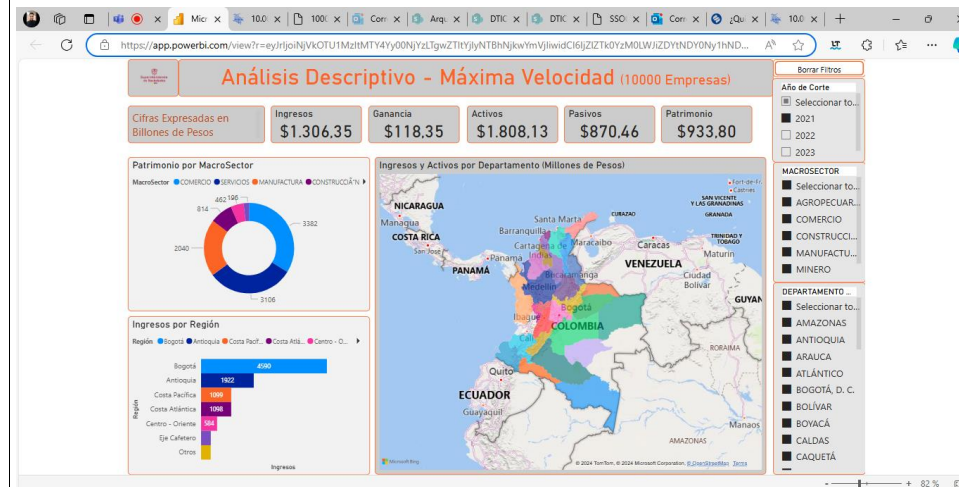 Micr
10.0
1000
Corr
Arqu
DTIC
DTIC
SSO
Corr
¿Qu
10.0
https://app.powerbi.com/view?r=
Análisis Descriptivo - Máxima Velocidad (10000 Empresas)
Borrar Filtros
Cifras Expresadas en
Billones de Pesos
Ingresos
$1.306,35
Ganancia
$118,35
Activos
$1.808,13
Pasivos
$870,46
Patrimonio
$933,80
Año de Corte
Seleccionar to...
2021
2022
2023
MACROSECTOR
Seleccionar to...
AGROPECUAR...
COMERCIO
CONSTRUCCI...
MANUFACTU...
MINERO
DEPARTAMENTO ...
Seleccionar to...
AMAZONAS
ANTIOQUIA
ARAUCA
ATLÁNTICO
BOGOTÁ, D. C.
BOLÍVAR
BOYACÁ
CALDAS
CAQUETÁ
Patrimonio por MacroSector
MacroSector COMERCIO SERVICIOS MANUFACTURA CONSTRUCCIÃ“N
462 196
814
3382
2040
3106
Ingresos por Región
Región Bogotá Antioquia Costa Pacíf... Costa Atlá... Centro - O...
Bogotá 4590
Antioquia 1922
Costa Pacífica 1099
Costa Atlántica 1098
Centro - Oriente 584
Eje Cafetero
Otros
Región
Ingresos
Ingresos y Activos por Departamento (Millones de Pesos)
Fort-de-Fr
Castries
SAN VICENTE
Y LAS GRANADINAS
GRANADA
NICARAGUA
Managua
COSTA RICA
San José
Panama
PANAMÁ
Santa Marta
Barranquilla
Cartagena de
Indias
CURAZAO
Maracaibo
Caracas
TRINIDAD Y
TOBAGO
Maturin
VENEZUELA
Ciudad
Bolívar
GUYAN
Bucaramanga
Medellín
Bogotá
Ibagué
COLOMBIA
Cali
RORAIMA
Quito
ECUADOR
Guayaquil
Manaos
AMAZONAS
Microsoft Bing
© 2024 TomTom, © 2024 Microsoft Corporation, © OpenStreetMap Terms
- + 82 %